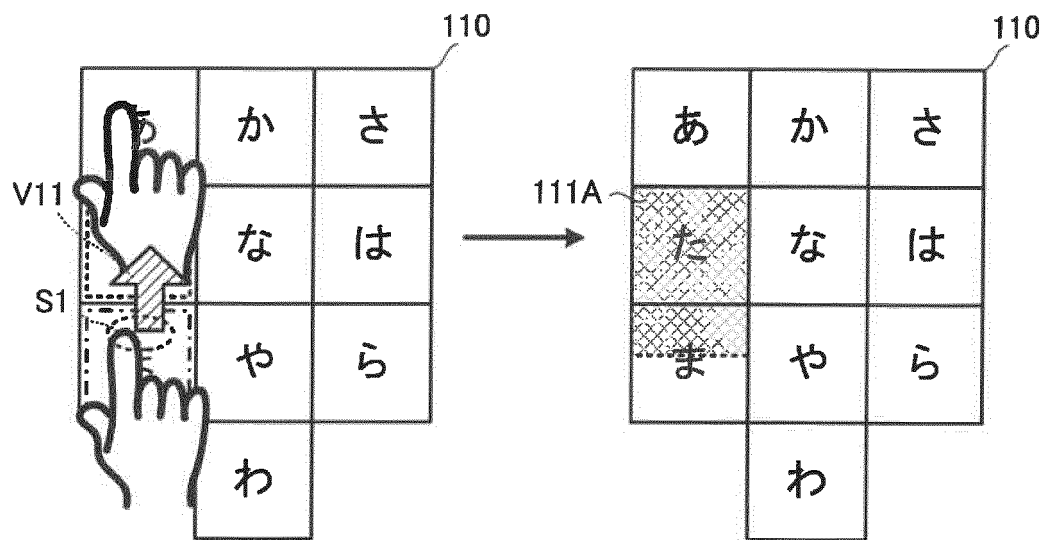 110
110
か さ
あ か さ
V11
111A
な は
た な は
S1
や ら
ま や ら
わ
わ